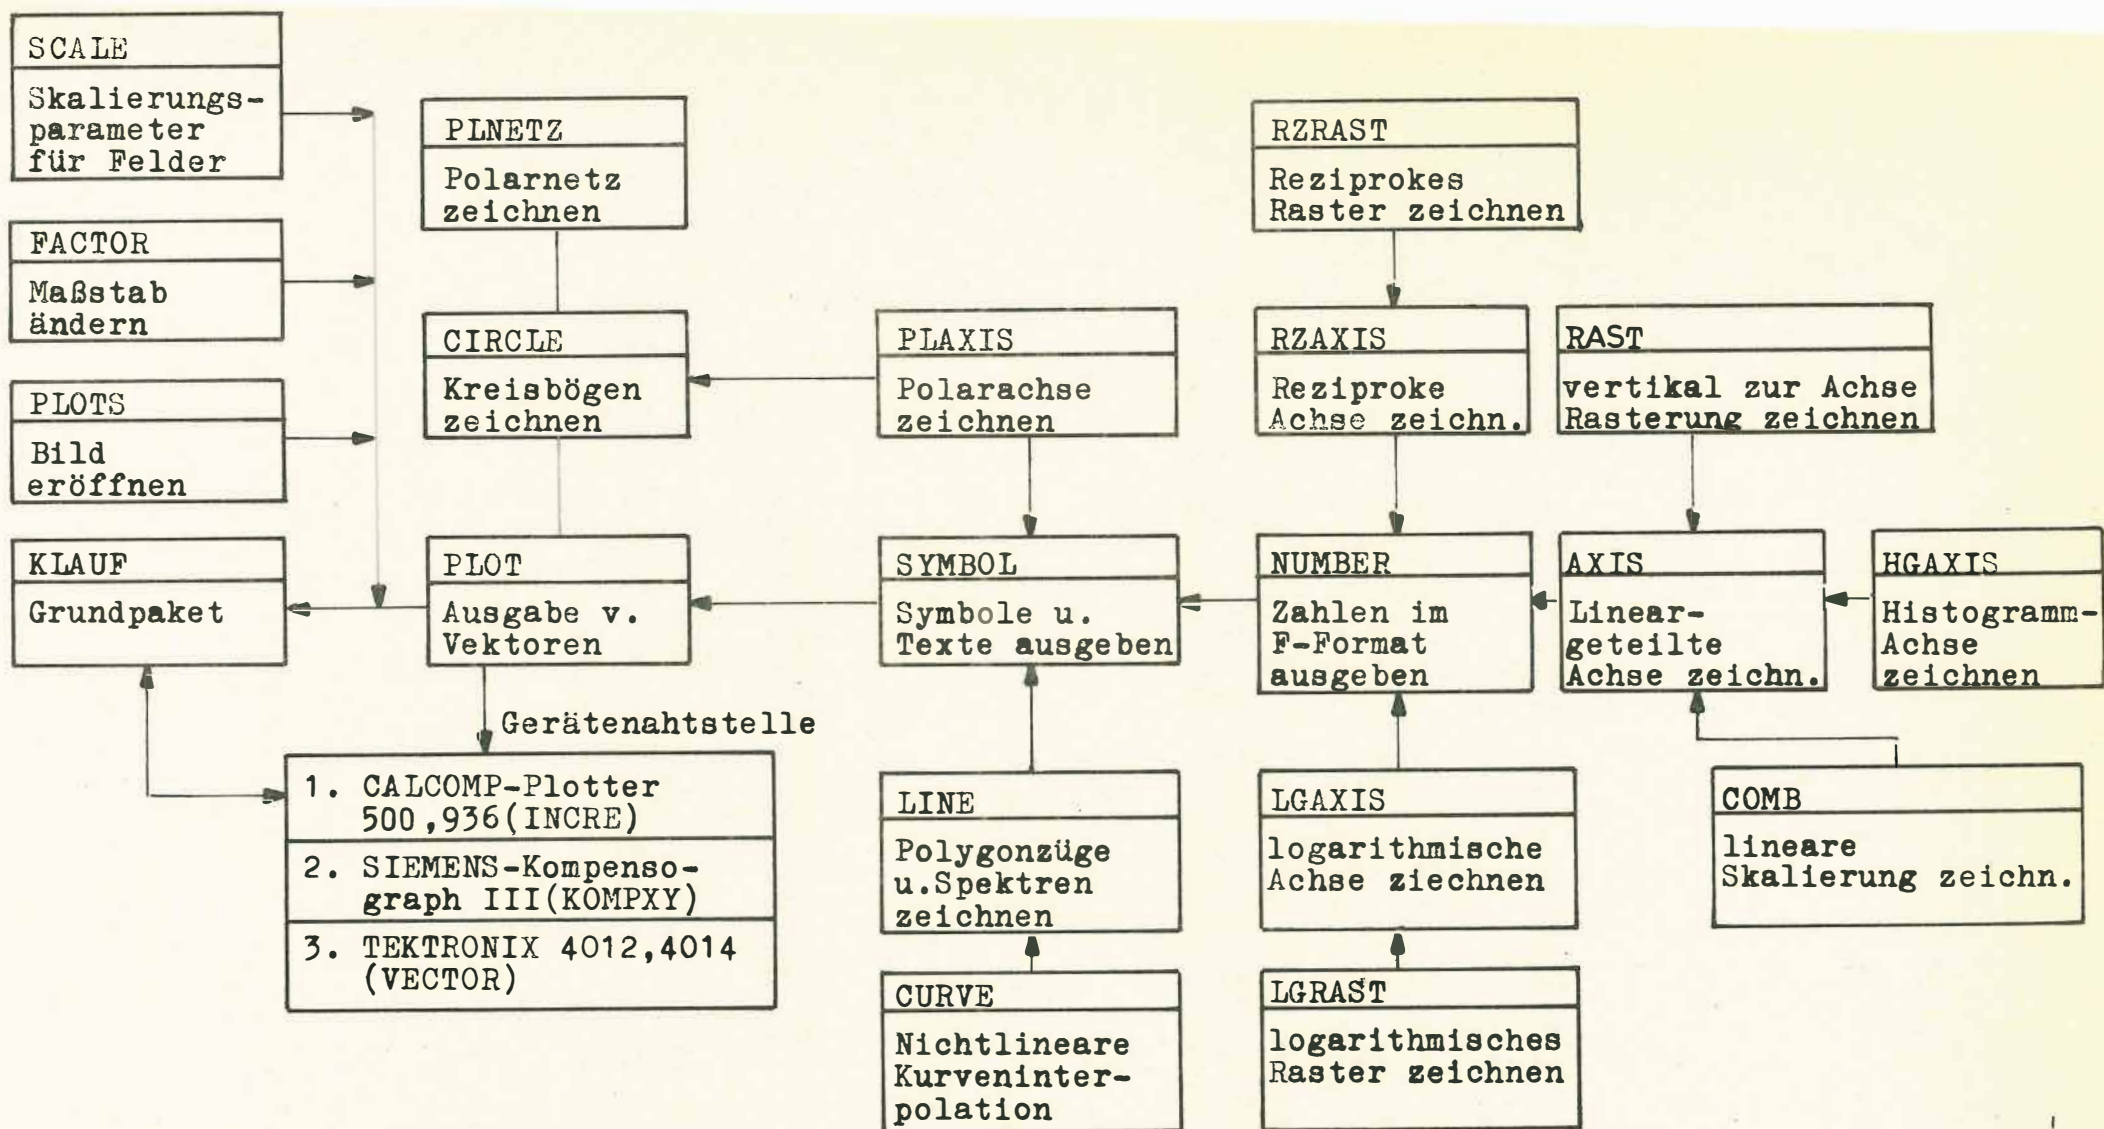 SCALE
Skalierungs-
parameter
für Felder
FACTOR
Maßstab
ändern
PLOTS
Bild
eröffnen
KLAUF
Grundpaket
PLNETZ
Polarnetz
zeichnen
CIRCLE
Kreisbögen
zeichnen
PLOT
Ausgabe v.
Vektoren
Gerätenahtstelle
1. CALCOMP-Plotter
500,936(INCRE)
2. SIEMENS-Kompenso-
graph III(KOMPXY)
3. TEKTRONIX 4012,4014
(VECTOR)
PLAXIS
Polarachse
zeichnen
SYMBOL
Symbole u.
Texte ausgeben
LINE
Polygonzüge
u.Spektren
zeichnen
CURVE
Nichtlineare
Kurveninter-
polation
RZRAST
Reziprokes
Raster zeichnen
RZAXIS
Reziproke
Achse zeichn.
NUMBER
Zahlen im
F-Format
ausgeben
LGAXIS
logarithmische
Achse ziechnen
LGRAST
logarithmisches
Raster zeichnen
RAST
vertikal zur Achse
Rasterung zeichnen
AXIS
Linear-
geteilte
Achse zeichn.
HGAXIS
Histogramm-
Achse
zeichnen
COMB
lineare
Skalierung zeichn.